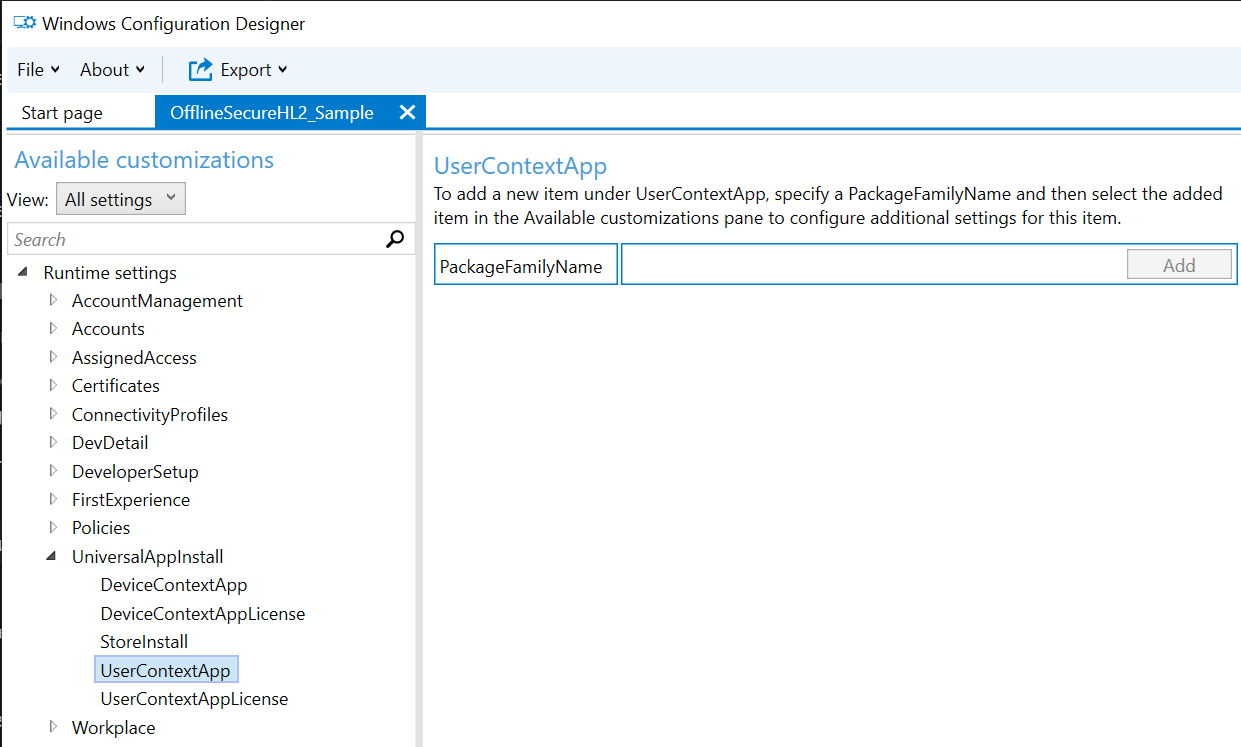 Windows Configuration Designer
File About Export
Start page OfflineSecureHL2_Sample
Available customizations
View: All settings
Search
Runtime settings
AccountManagement
Accounts
AssignedAccess
Certificates
ConnectivityProfiles
DevDetail
DeveloperSetup
FirstExperience
Policies
UniversalAppInstall
DeviceContextApp
DeviceContextAppLicense
StoreInstall
UserContextApp
UserContextAppLicense
Workplace
UserContextApp
To add a new item under UserContextApp, specify a PackageFamilyName and then select the added
item in the Available customizations pane to configure additional settings for this item.
PackageFamilyName Add